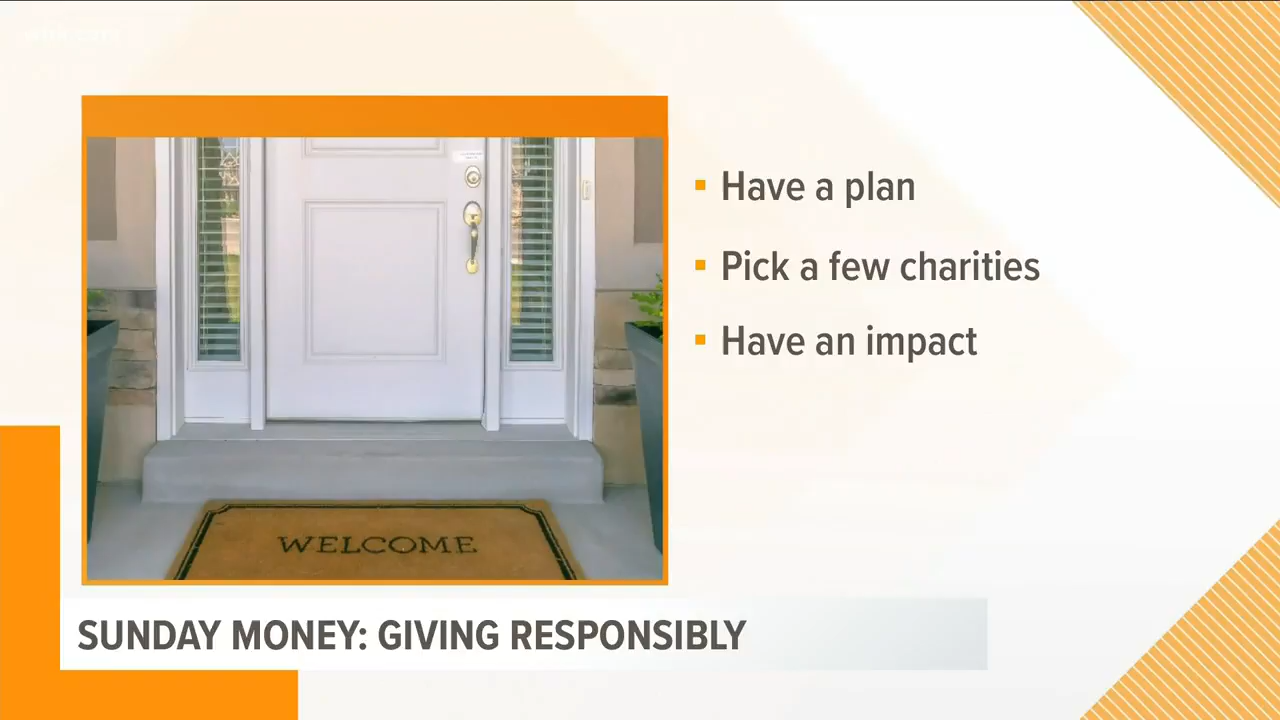 Have a plan
Pick a few charities
Have an impact
WELCOME
SUNDAY MONEY: GIVING RESPONSIBLY